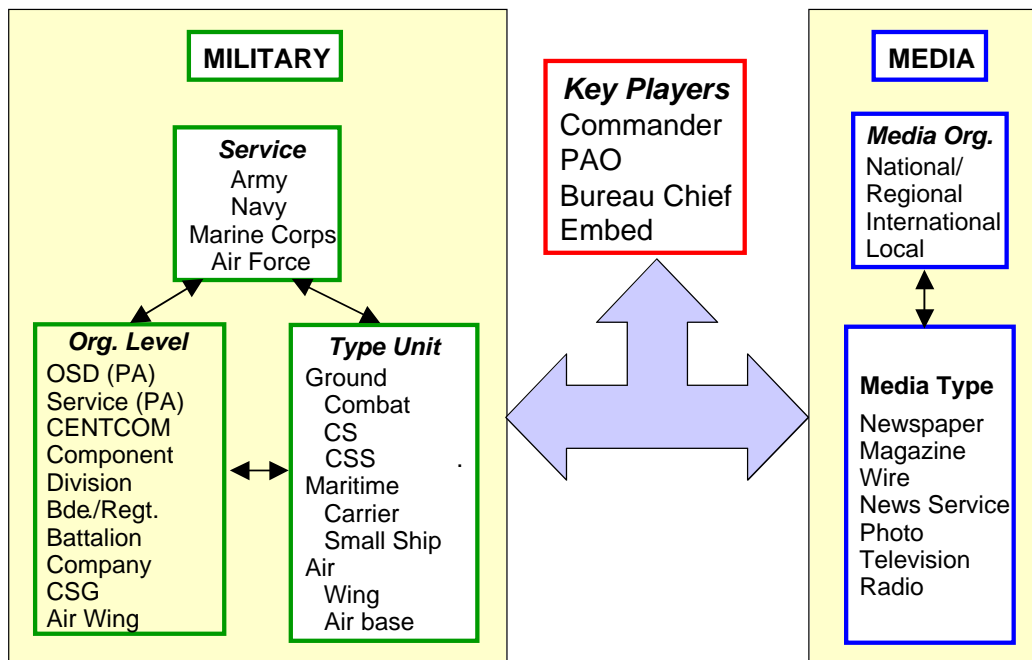 MILITARY
Service
Army
Navy
Marine Corps
Air Force
Org. Level
OSD (PA)
Service (PA)
CENTCOM
Component
Division
Bde./Regt.
Battalion
Company
CSG
Air Wing
Type Unit
Ground
Combat
CS
CSS .
Maritime
Carrier
Small Ship
Air
Wing
Air base
Key Players
Commander
PAO
Bureau Chief
Embed
MEDIA
Media Org.
National/
Regional
International
Local
Media Type
Newspaper
Magazine
Wire
News Service
Photo
Television
Radio